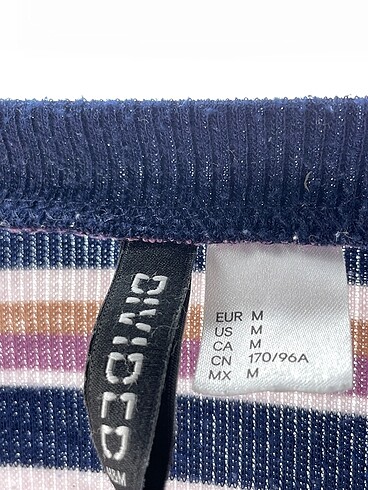 DIVIDED
EUR M
US M
CA M
CN 170/96A
MX M